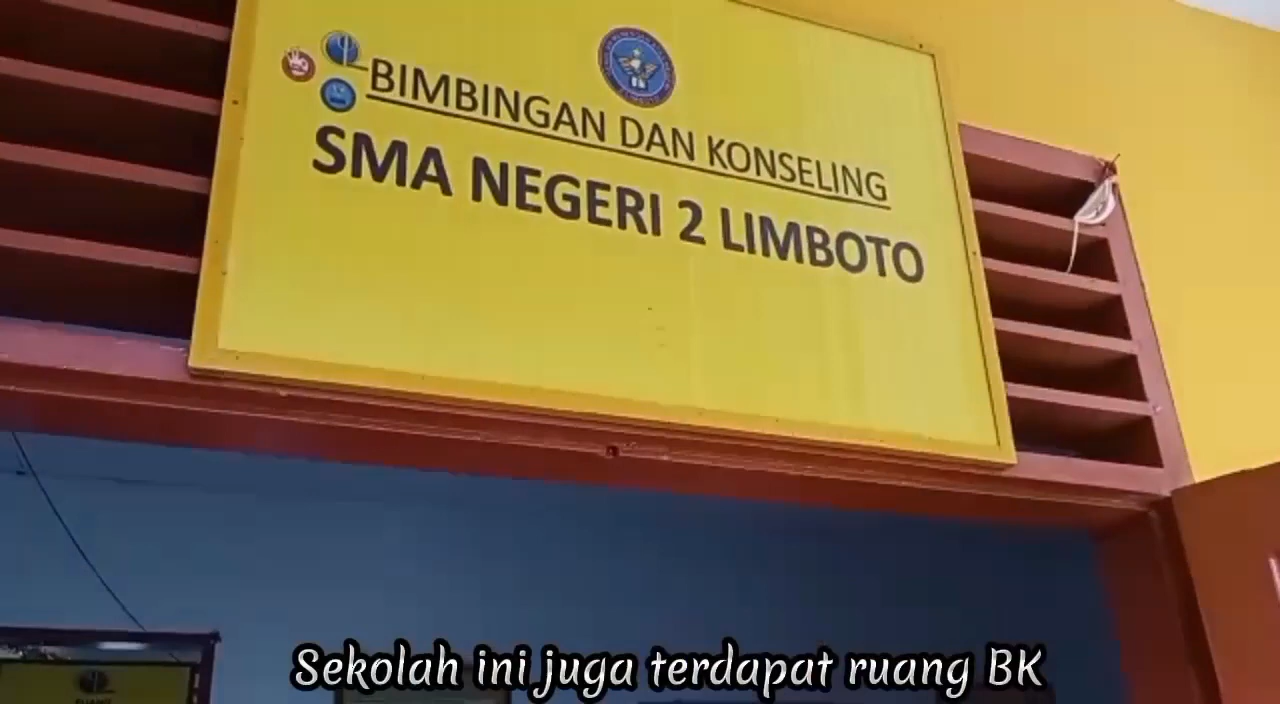 BIMBINGAN DAN KONSELING
SMA NEGERI 2 LIMBOTO
Sekolah ini juga terdapat ruang BK